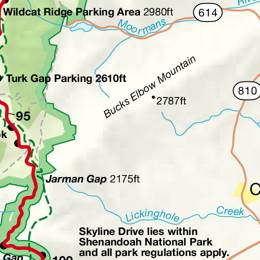 Wildcat Ridge Parking Area 2980ft
614
Moormans
Turk Gap Parking 2610ft
Bucks Elbow Mountain
2787ft
810
95
Jarman Gap 2175ft
Lickinghole Creek
Skyline Drive lies within
Shenandoah National Park
and all park regulations apply.
Gap